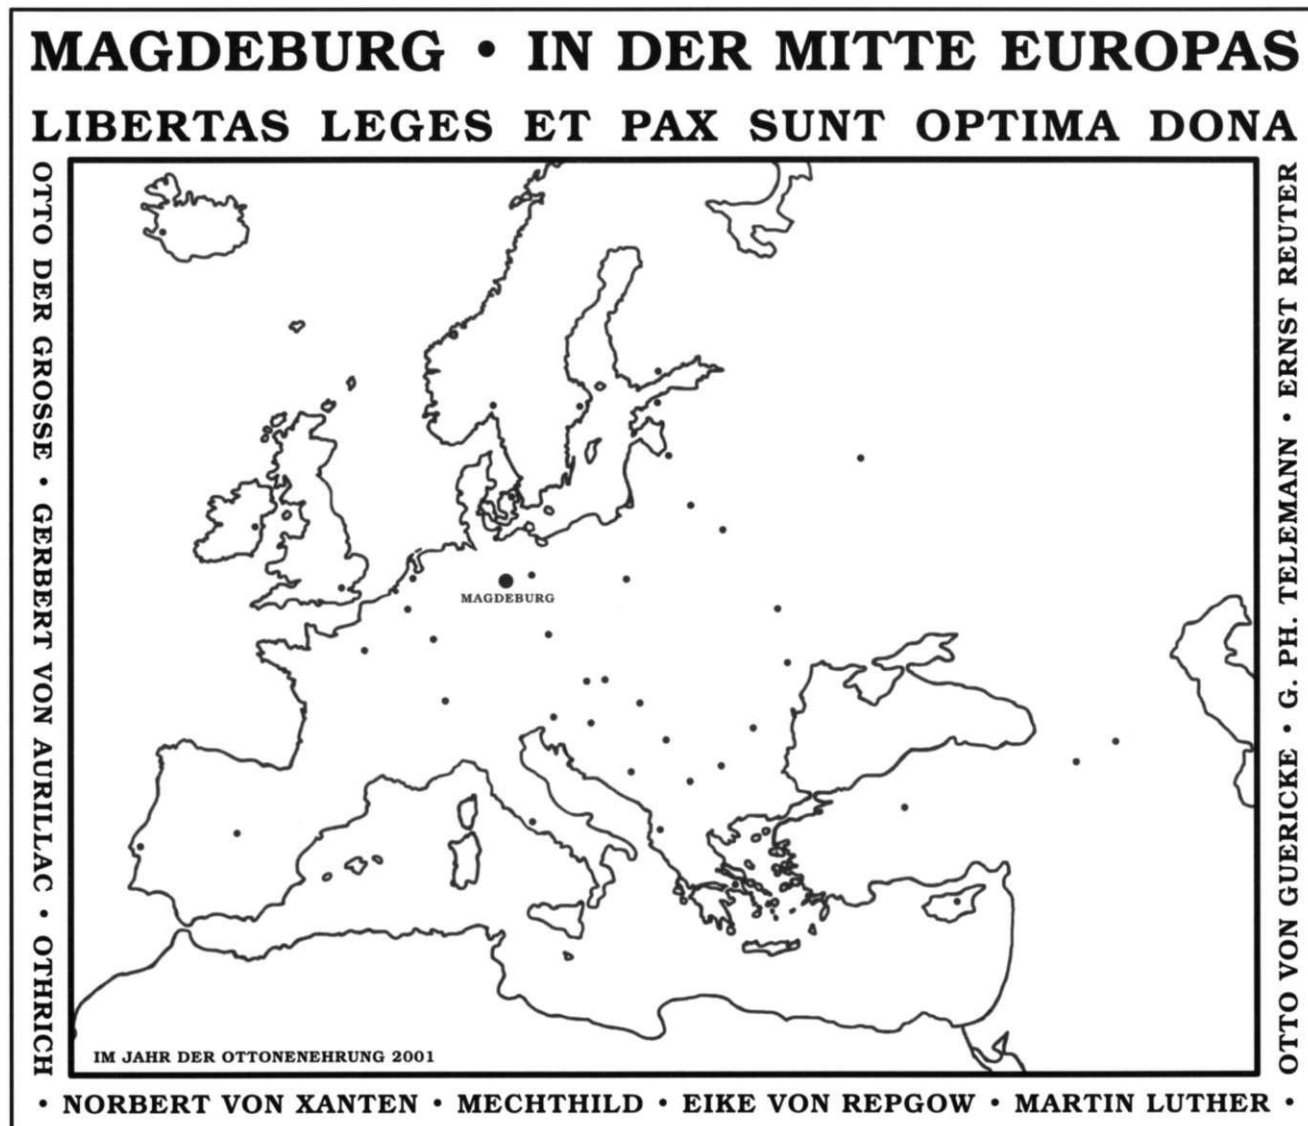 MAGDEBURG • IN DER MITTE EUROPAS
LIBERTAS LEGES ET PAX SUNT OPTIMA DONA
OTTO DER GROSSE • GERBERT VON AURILLAC • OTHRICH
MAGDEBURG
IM JAHR DER OTTONENEHRUNG 2001
• NORBERT VON XANTEN • MECHTHILD • EIKE VON REPGOW • MARTIN LUTHER •
OTTO VON GUERICKE • G. PH. TELEMANN • ERNST REUTER